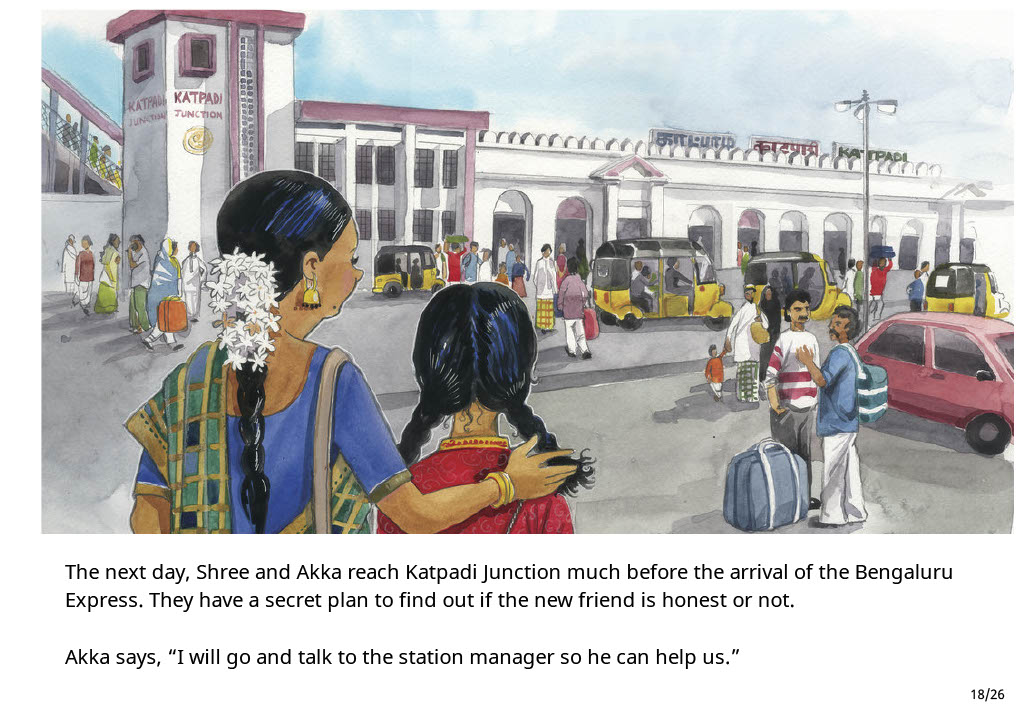 KATPADI
JUNCTION
KATPADI
JUNCTION
காட்பாடி
काटपाडी
KATPADI
The next day, Shree and Akka reach Katpadi Junction much before the arrival of the Bengaluru
Express. They have a secret plan to find out if the new friend is honest or not.
Akka says, “I will go and talk to the station manager so he can help us.”
18/26